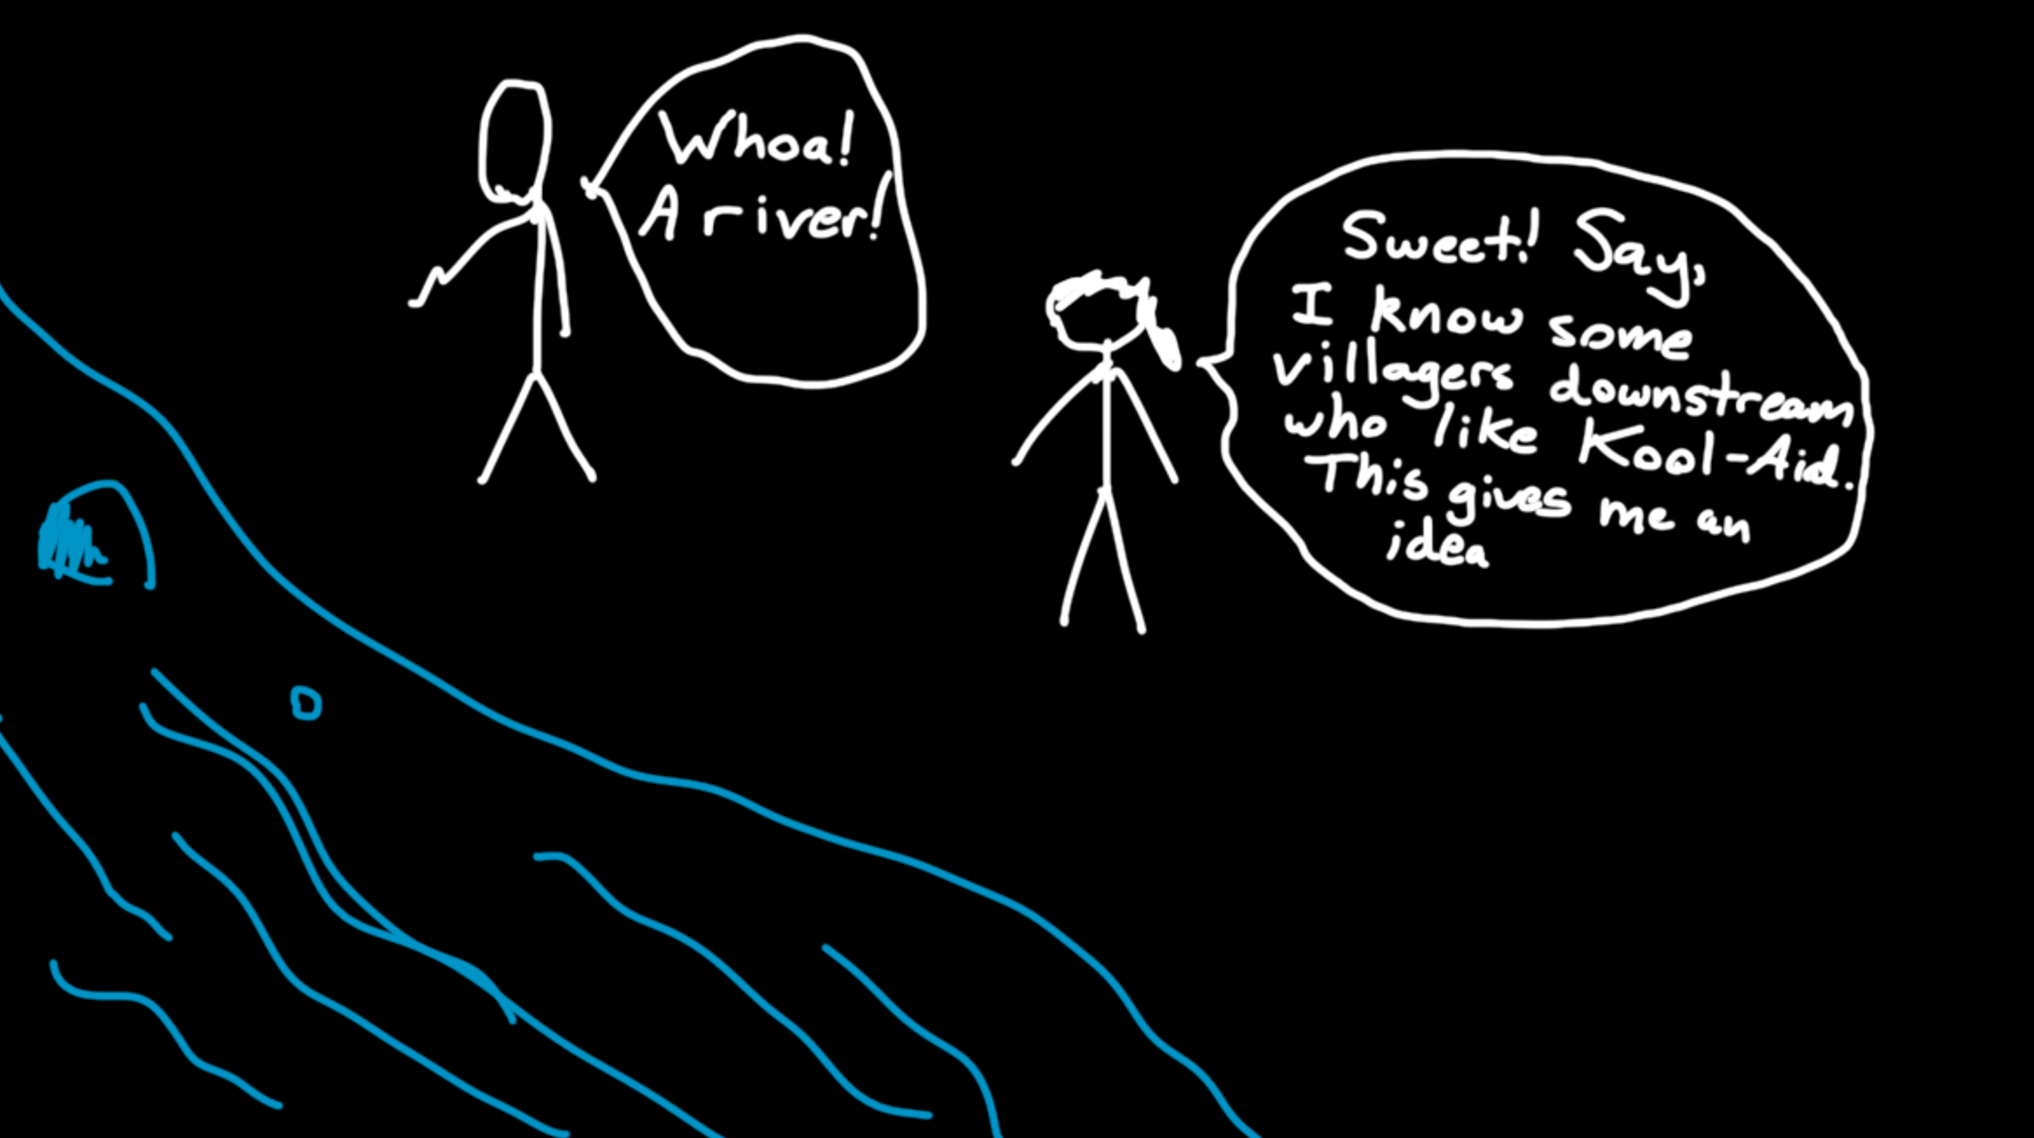 Whoa!
A river!
Sweet! Say,
I know some
villagers downstream
who like Kool-Aid.
This gives me an
idea